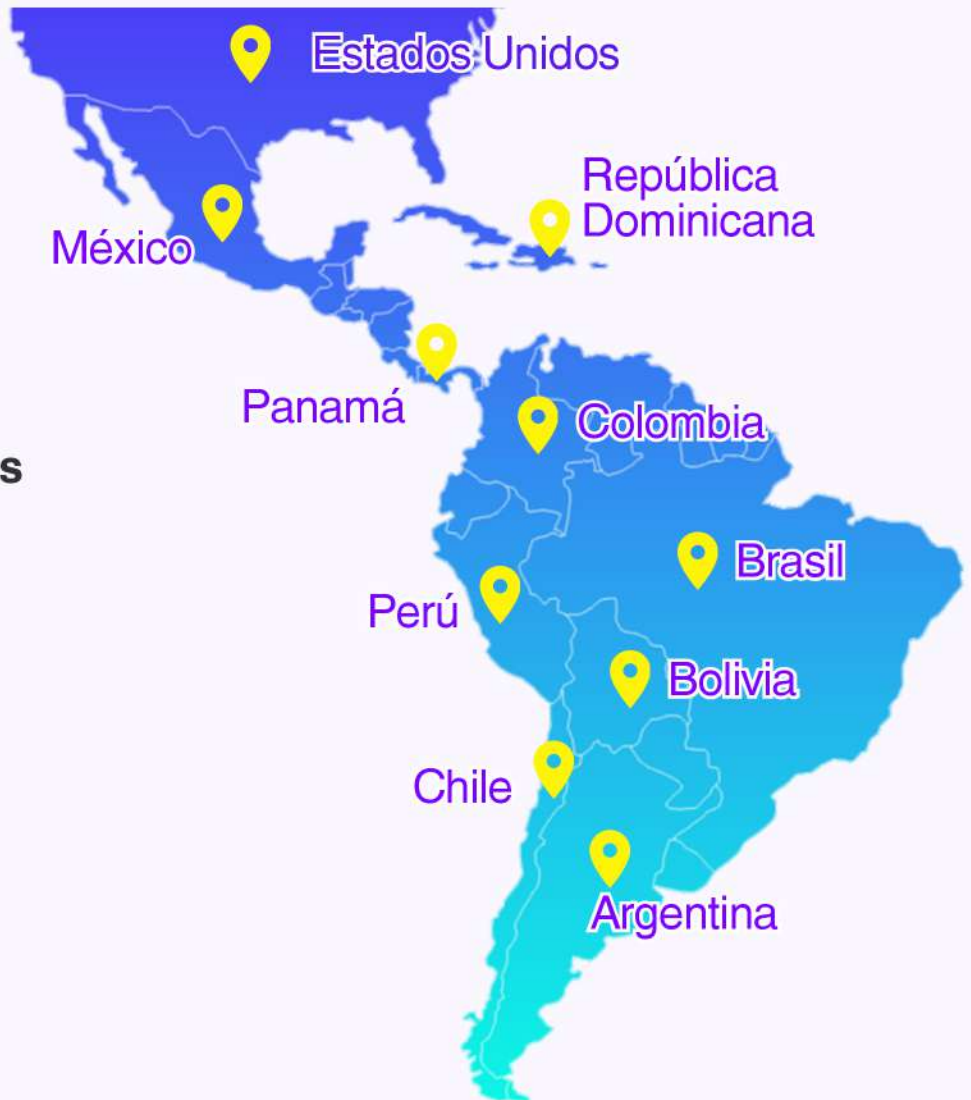 Estados Unidos
República
Dominicana
México
Panamá
Colombia
s
Brasil
Perú
Bolivia
Chile
Argentina